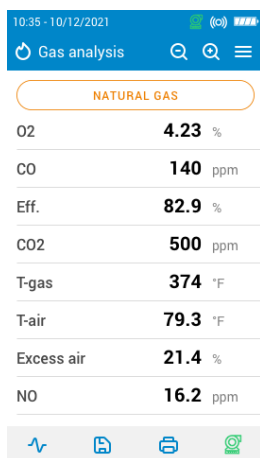 10:35 - 10/12/2021
Gas analysis
NATURAL GAS
O2 4.23 %
CO 140 ppm
Eff. 82.9 %
CO2 500 ppm
T-gas 374 °F
T-air 79.3 °F
Excess air 21.4 %
NO 16.2 ppm